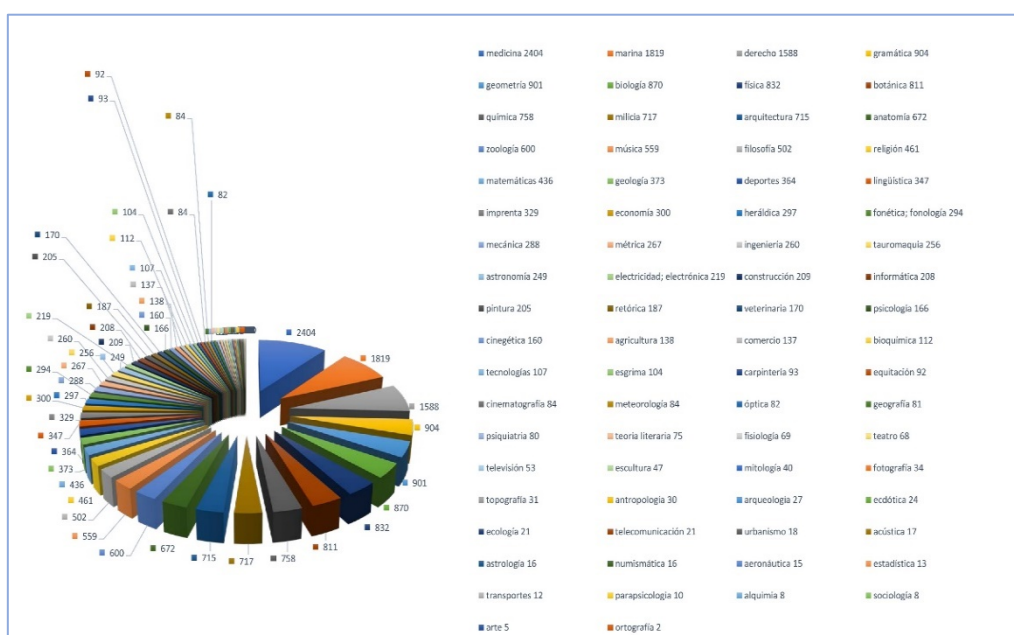 92
93
84
82
104
84
170
112
205
107
137
138
187
160
219
208
166
260
209
256
249
267
294
288
297
300
329
347
364
373
436
461
502
559
600
672
715
717
758
811
832
870
901
904
1588
1819
2404
medicina 2404 marina 1819 derecho 1588 gramática 904
geometría 901 biología 870 física 832 botánica 811
química 758 milicia 717 arquitectura 715 anatomía 672
zoología 600 música 559 filosofía 502 religión 461
matemáticas 436 geología 373 deportes 364 lingüística 347
imprenta 329 economía 300 heráldica 297 fonética; fonología 294
mecánica 288 métrica 267 ingeniería 260 tauromaquia 256
astronomía 249 electricidad; electrónica 219 construcción 209 informática 208
pintura 205 retórica 187 veterinaria 170 psicología 166
cinegética 160 agricultura 138 comercio 137 bioquímica 112
tecnologías 107 esgrima 104 carpintería 93 equitación 92
cinematografía 84 meteorología 84 óptica 82 geografía 81
psiquiatría 80 teoria literaria 75 fisiología 69 teatro 68
televisión 53 escultura 47 mitología 40 fotografía 34
topografía 31 antropologia 30 arqueologia 27 ecdótica 24
ecología 21 telecomunicación 21 urbanismo 18 acústica 17
astrología 16 numismática 16 aeronáutica 15 estadística 13
transportes 12 parapsicología 10 alquimia 8 sociología 8
arte 5 ortografía 2